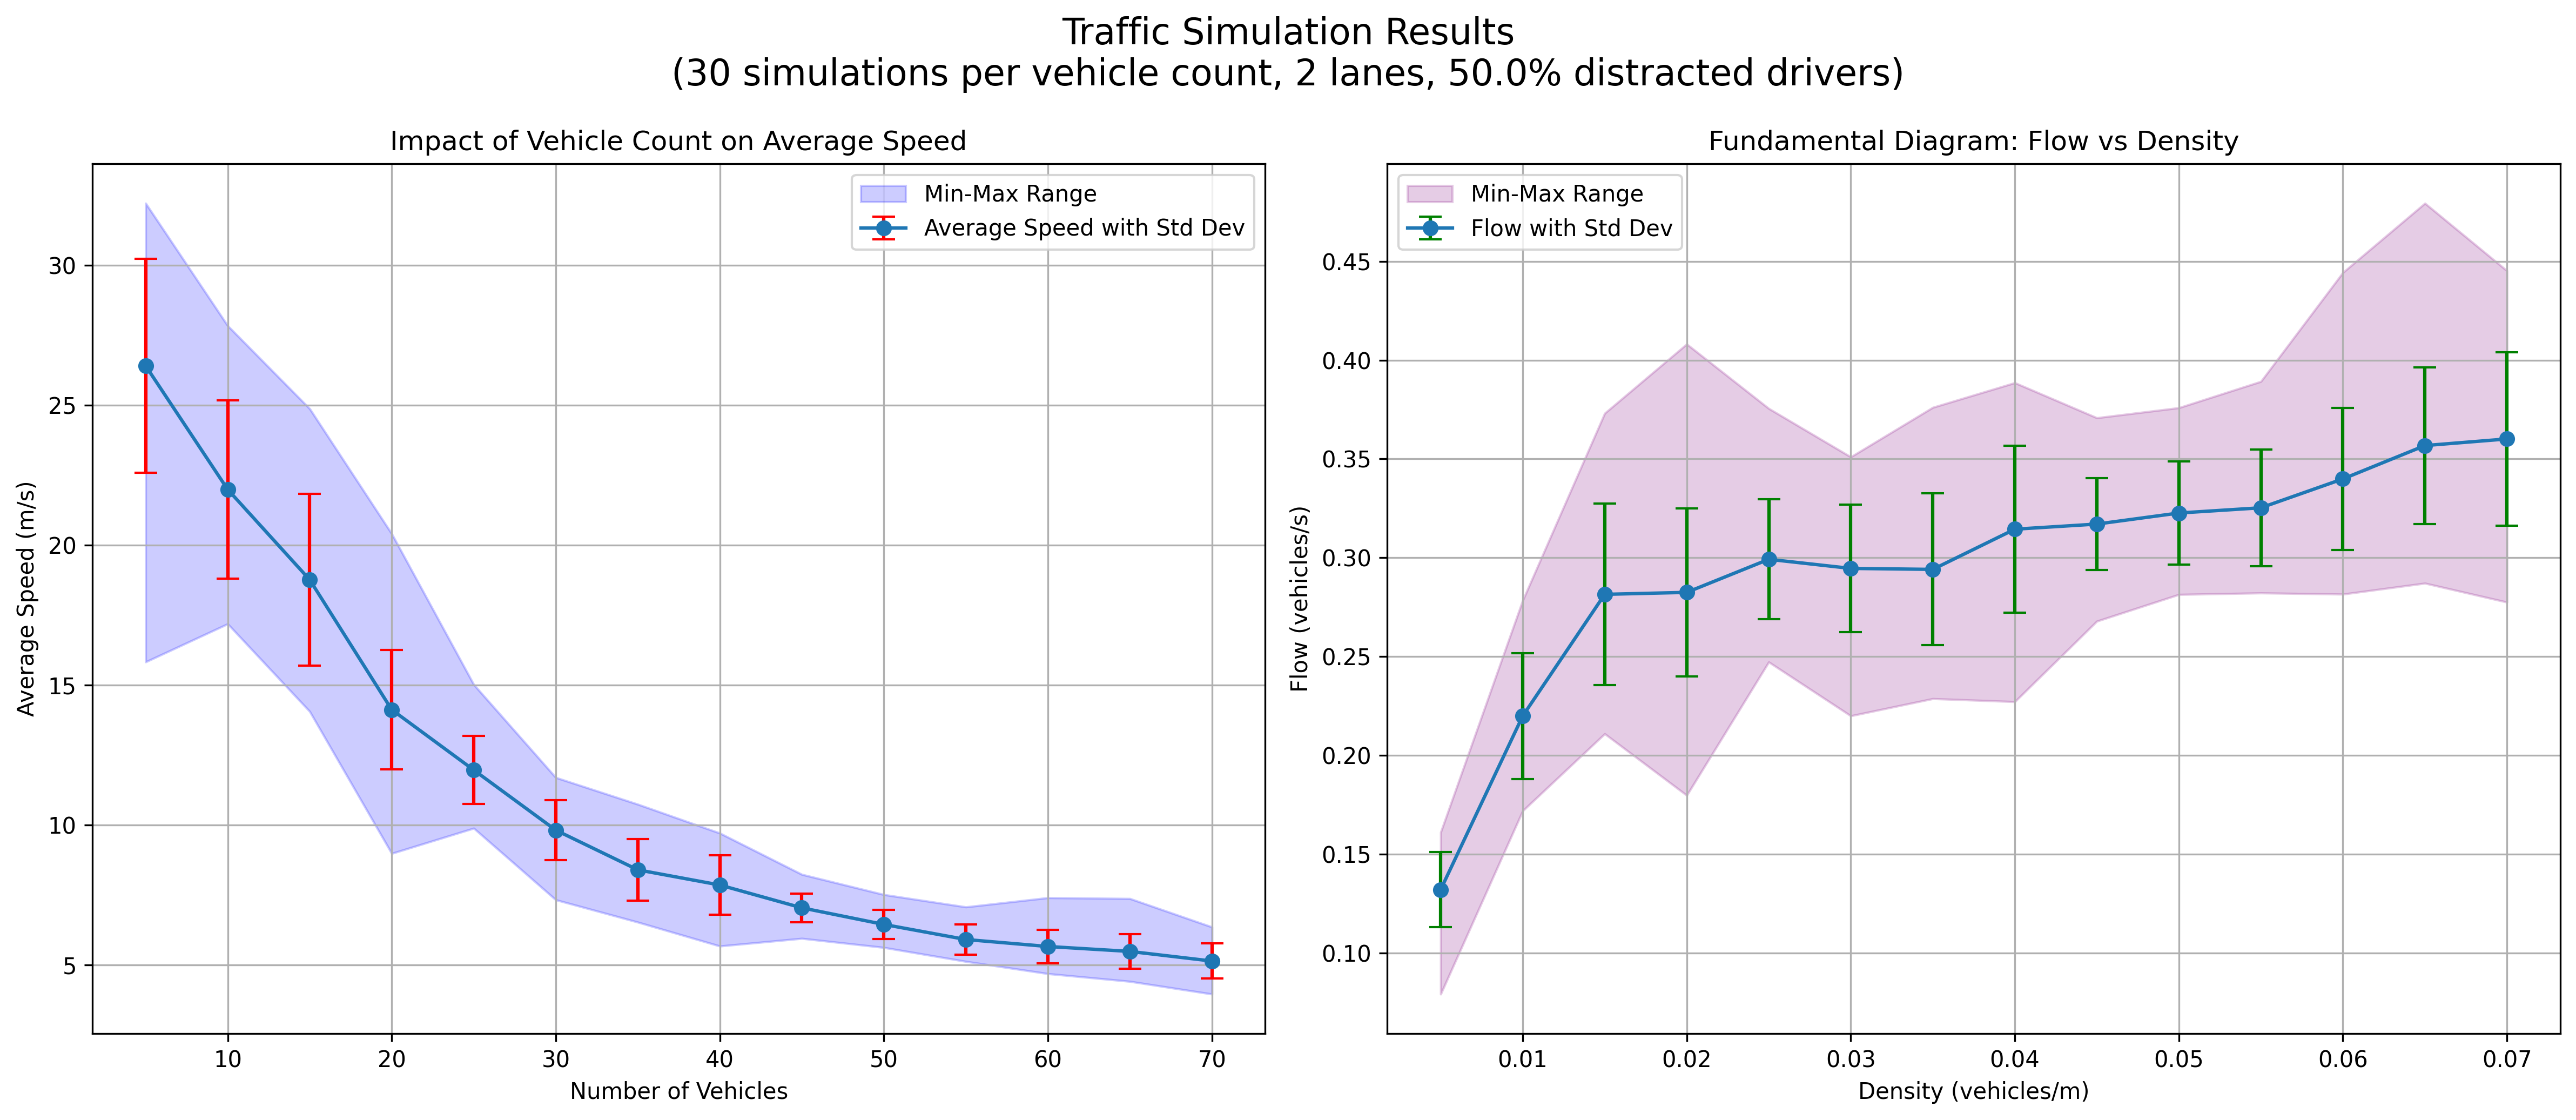 Traffic Simulation Results
(30 simulations per vehicle count, 2 lanes, 50.0% distracted drivers)
Impact of Vehicle Count on Average Speed
Min-Max Range
Average Speed with Std Dev
30
25
20
15
10
5
Average Speed (m/s)
10 20 30 40 50 60 70
Number of Vehicles
Fundamental Diagram: Flow vs Density
Min-Max Range
Flow with Std Dev
0.45
0.40
0.35
0.30
0.25
0.20
0.15
0.10
Flow (vehicles/s)
0.01 0.02 0.03 0.04 0.05 0.06 0.07
Density (vehicles/m)